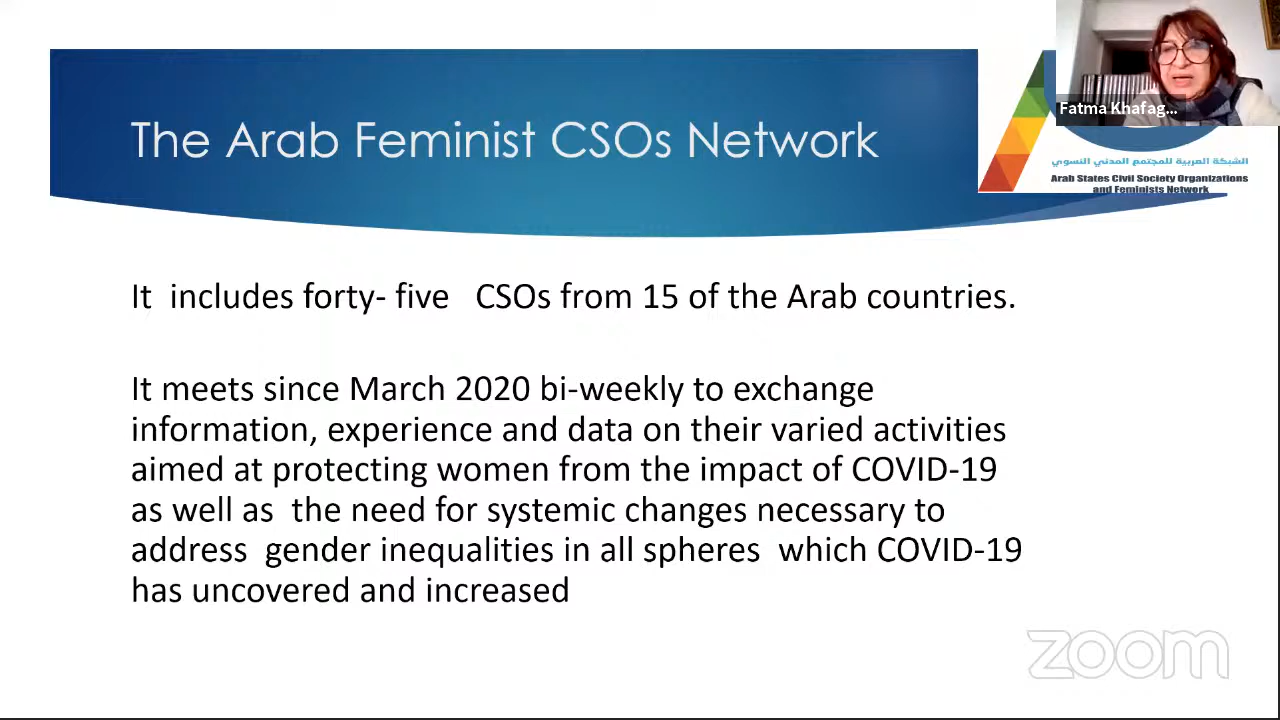 The Arab Feminist CSOs Network
Fatma Khafag...
الشبكة العربية للمجتمع المدني النسوي
Arab States Civil Society Organizations
and Feminists Network
It includes forty- five CSOs from 15 of the Arab countries.
It meets since March 2020 bi-weekly to exchange
information, experience and data on their varied activities
aimed at protecting women from the impact of COVID-19
as well as the need for systemic changes necessary to
address gender inequalities in all spheres which COVID-19
has uncovered and increased
zoom